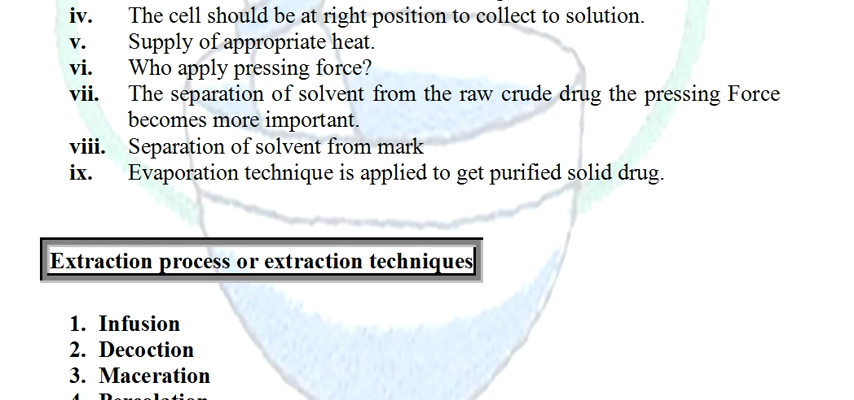 iv. The cell should be at right position to collect to solution.
v. Supply of appropriate heat.
vi. Who apply pressing force?
vii. The separation of solvent from the raw crude drug the pressing Force
becomes more important.
viii. Separation of solvent from mark
ix. Evaporation technique is applied to get purified solid drug.
Extraction process or extraction techniques
1. Infusion
2. Decoction
3. Maceration
4. Percolation